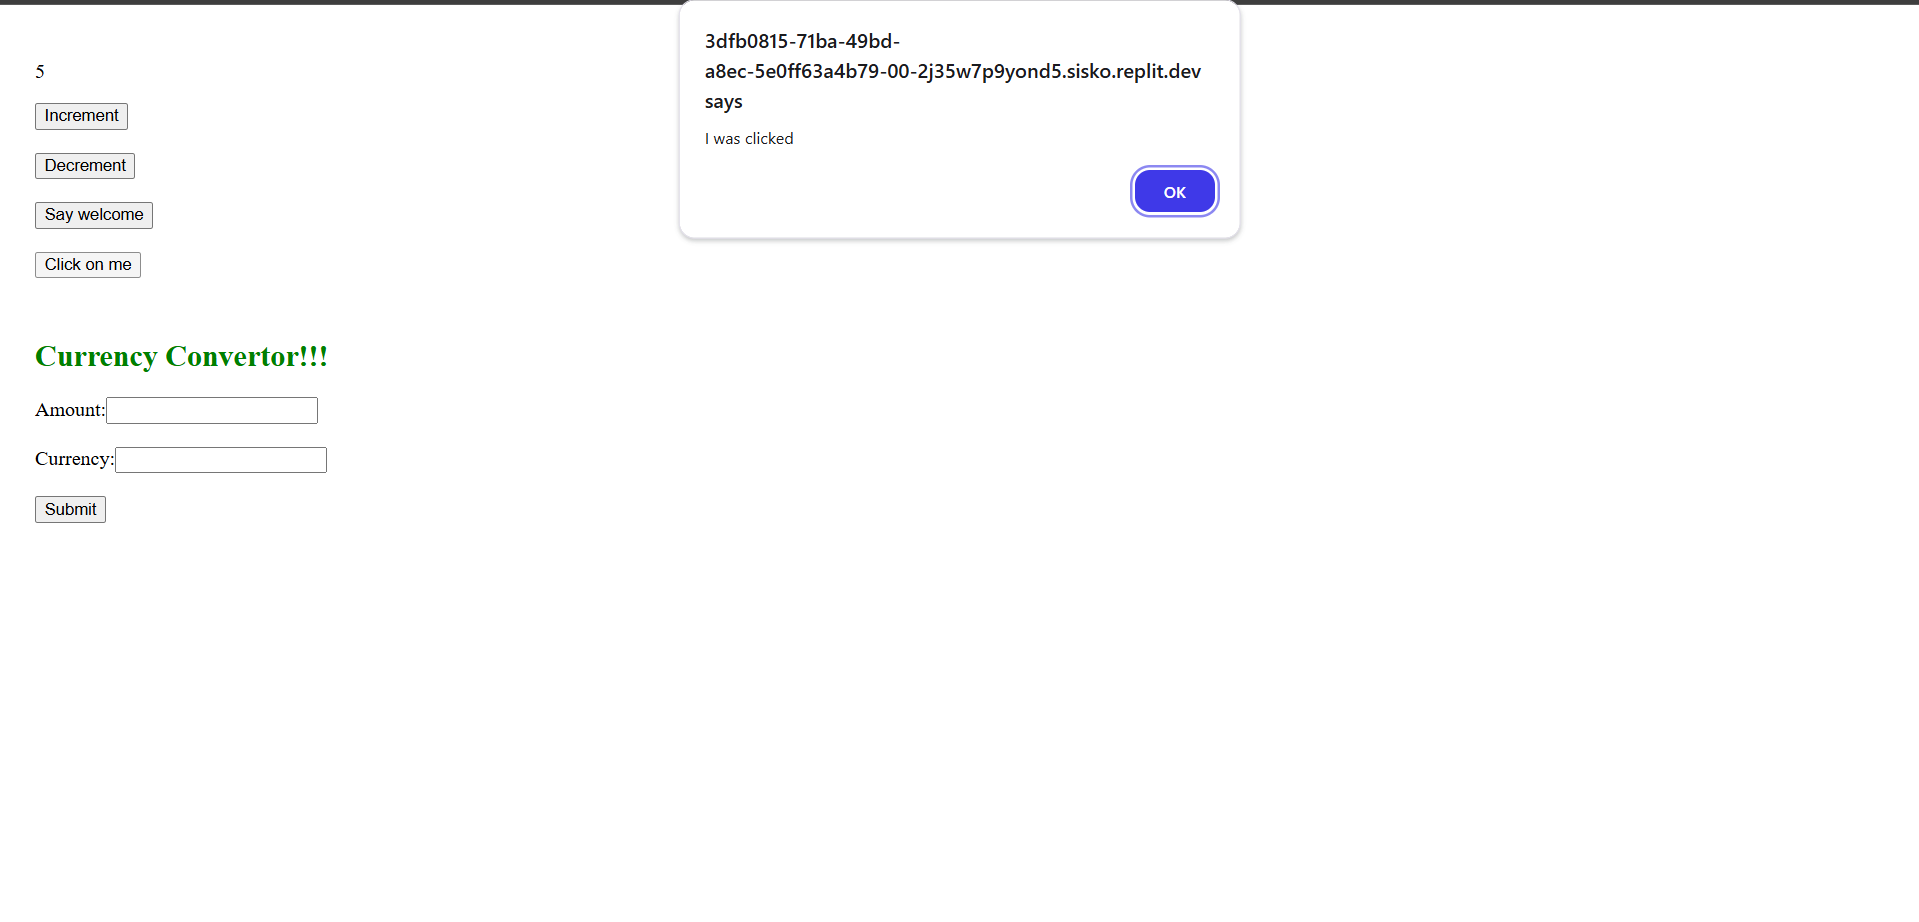 3dfb0815-71ba-49bd-
a8ec-5e0ff63a4b79-00-2j35w7p9yond5.sisko.replit.dev
says
I was clicked
OK
5
Increment
Decrement
Say welcome
Click on me
Currency Convertor!!!
Amount:
Currency:
Submit